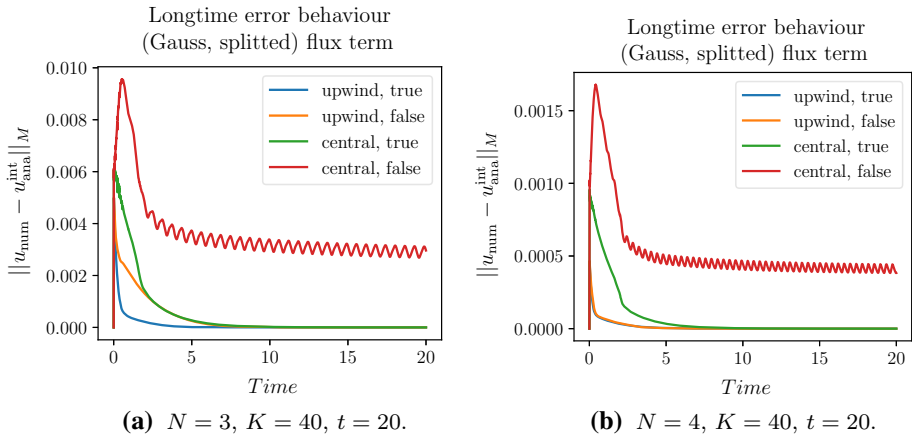 Longtime error behaviour
(Gauss, splitted) flux term
0.010
0.008
0.006
0.004
0.002
0.000
||u_num − u_ana^int||_M
upwind, true
upwind, false
central, true
central, false
0 5 10 15 20
Time
(a) N = 3, K = 40, t = 20.
Longtime error behaviour
(Gauss, splitted) flux term
0.0015
0.0010
0.0005
0.0000
||u_num − u_ana^int||_M
upwind, true
upwind, false
central, true
central, false
0 5 10 15 20
Time
(b) N = 4, K = 40, t = 20.